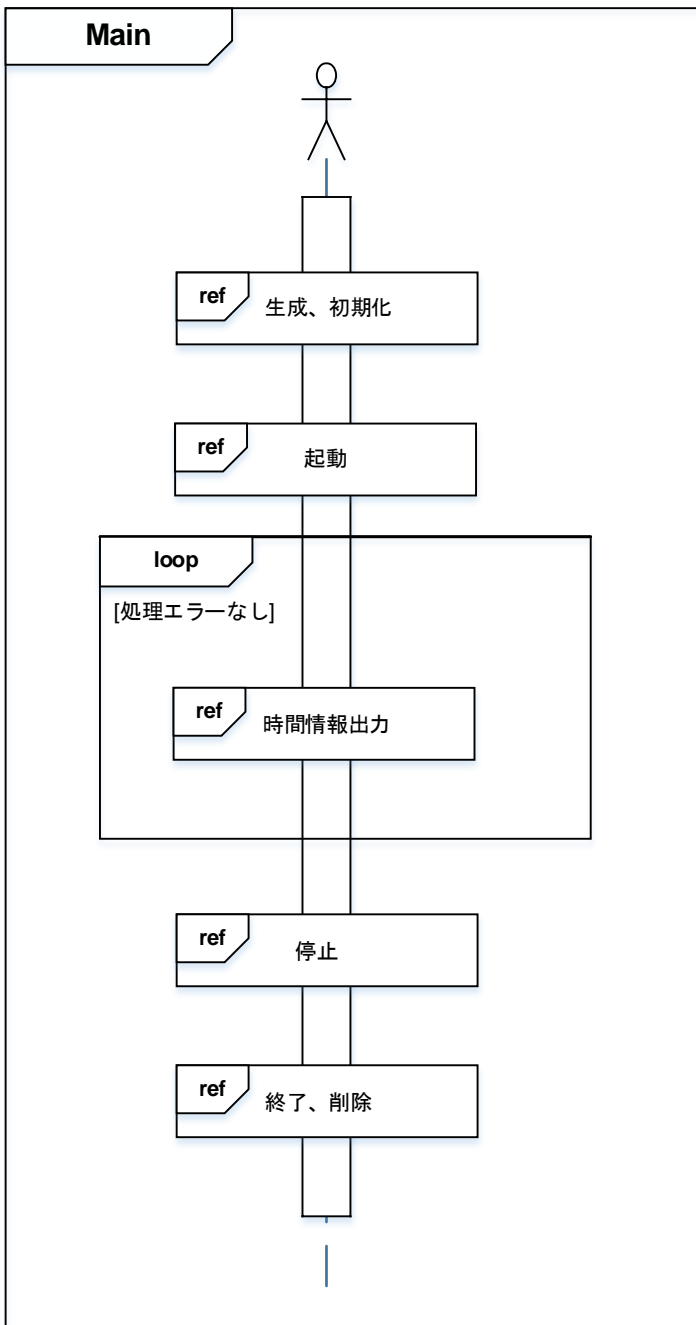 Main
ref
生成、初期化
ref
起動
loop
[処理エラーなし]
ref
時間情報出力
ref
停止
ref
終了、削除